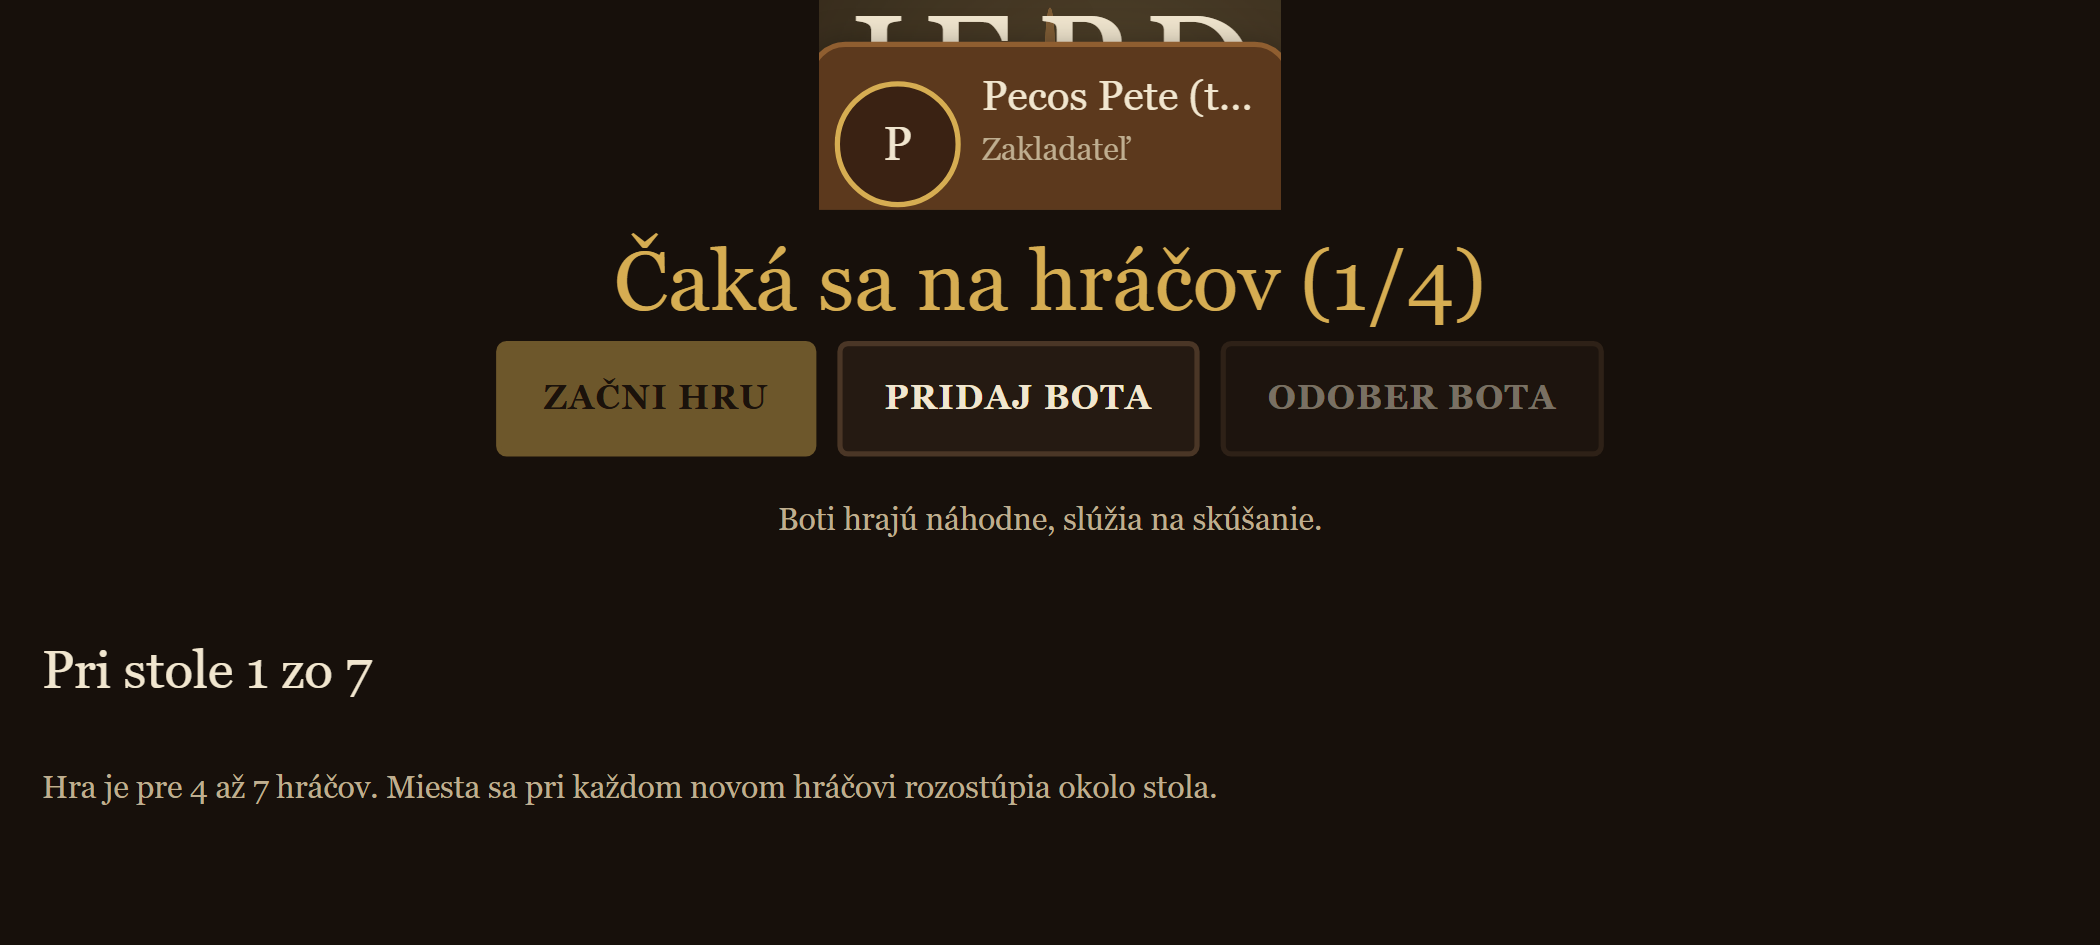 Pecos Pete (t...
P
Zakladateľ
Čaká sa na hráčov (1/4)
ZAČNI HRU
PRIDAJ BOTA
ODOBER BOTA
Boti hrajú náhodne, slúžia na skúšanie.
Pri stole 1 zo 7
Hra je pre 4 až 7 hráčov. Miesta sa pri každom novom hráčovi rozostúpia okolo stola.